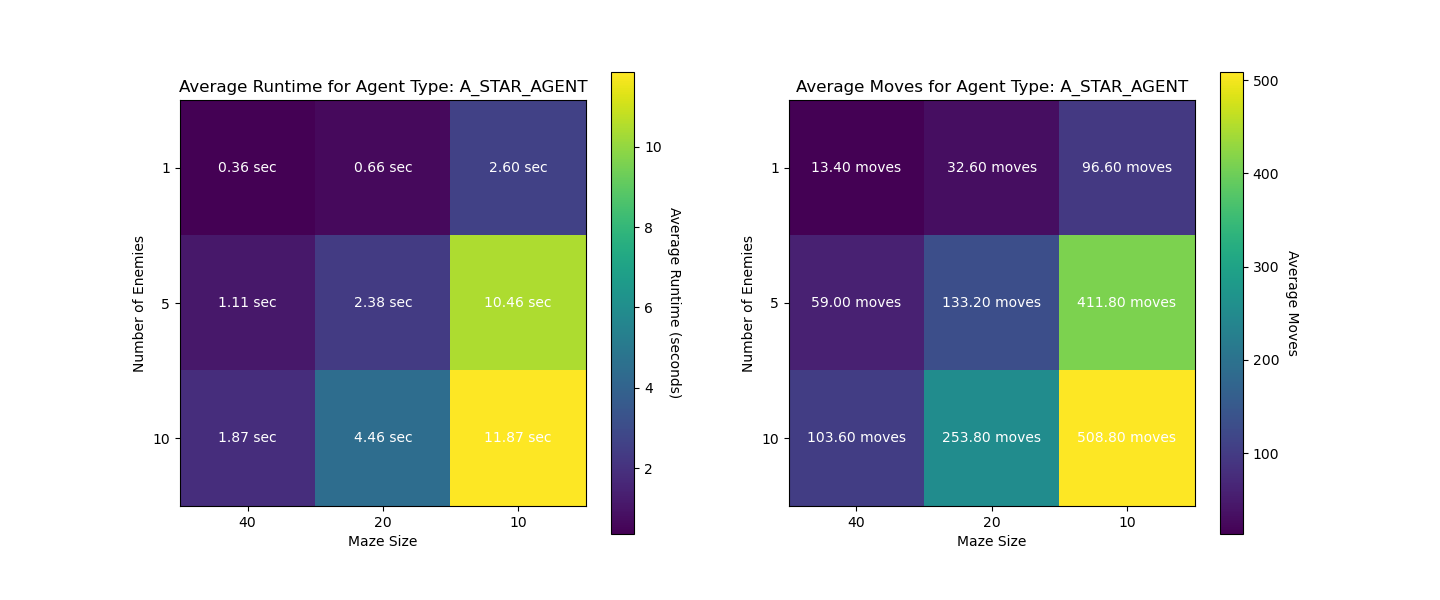 Average Runtime for Agent Type: A_STAR_AGENT
Number of Enemies
1
5
10
0.36 sec
0.66 sec
2.60 sec
1.11 sec
2.38 sec
10.46 sec
1.87 sec
4.46 sec
11.87 sec
40
20
10
Maze Size
10
8
6
4
2
Average Runtime (seconds)
Average Moves for Agent Type: A_STAR_AGENT
Number of Enemies
1
5
10
13.40 moves
32.60 moves
96.60 moves
59.00 moves
133.20 moves
411.80 moves
103.60 moves
253.80 moves
508.80 moves
40
20
10
Maze Size
500
400
300
200
100
Average Moves